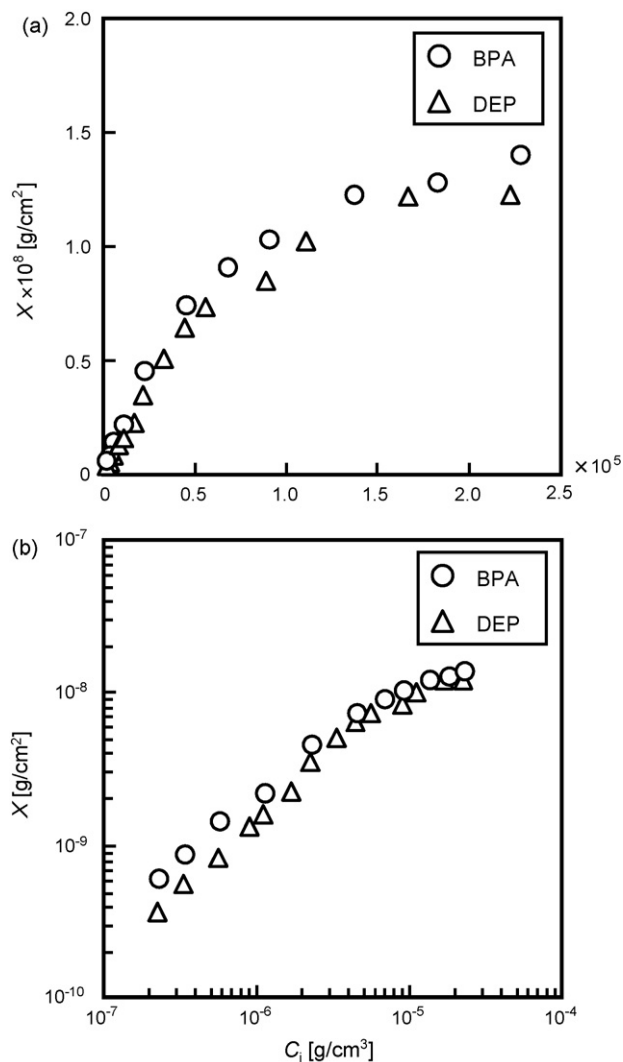 (a)
2.0
1.5
1.0
0.5
0
X ×10⁸ [g/cm²]
BPA
DEP
0 0.5 1.0 1.5 2.0 2.5
×10⁵
(b)
10⁻⁷
10⁻⁸
10⁻⁹
10⁻¹⁰
X [g/cm²]
BPA
DEP
10⁻⁷ 10⁻⁶ 10⁻⁵ 10⁻⁴
Cᵢ [g/cm³]